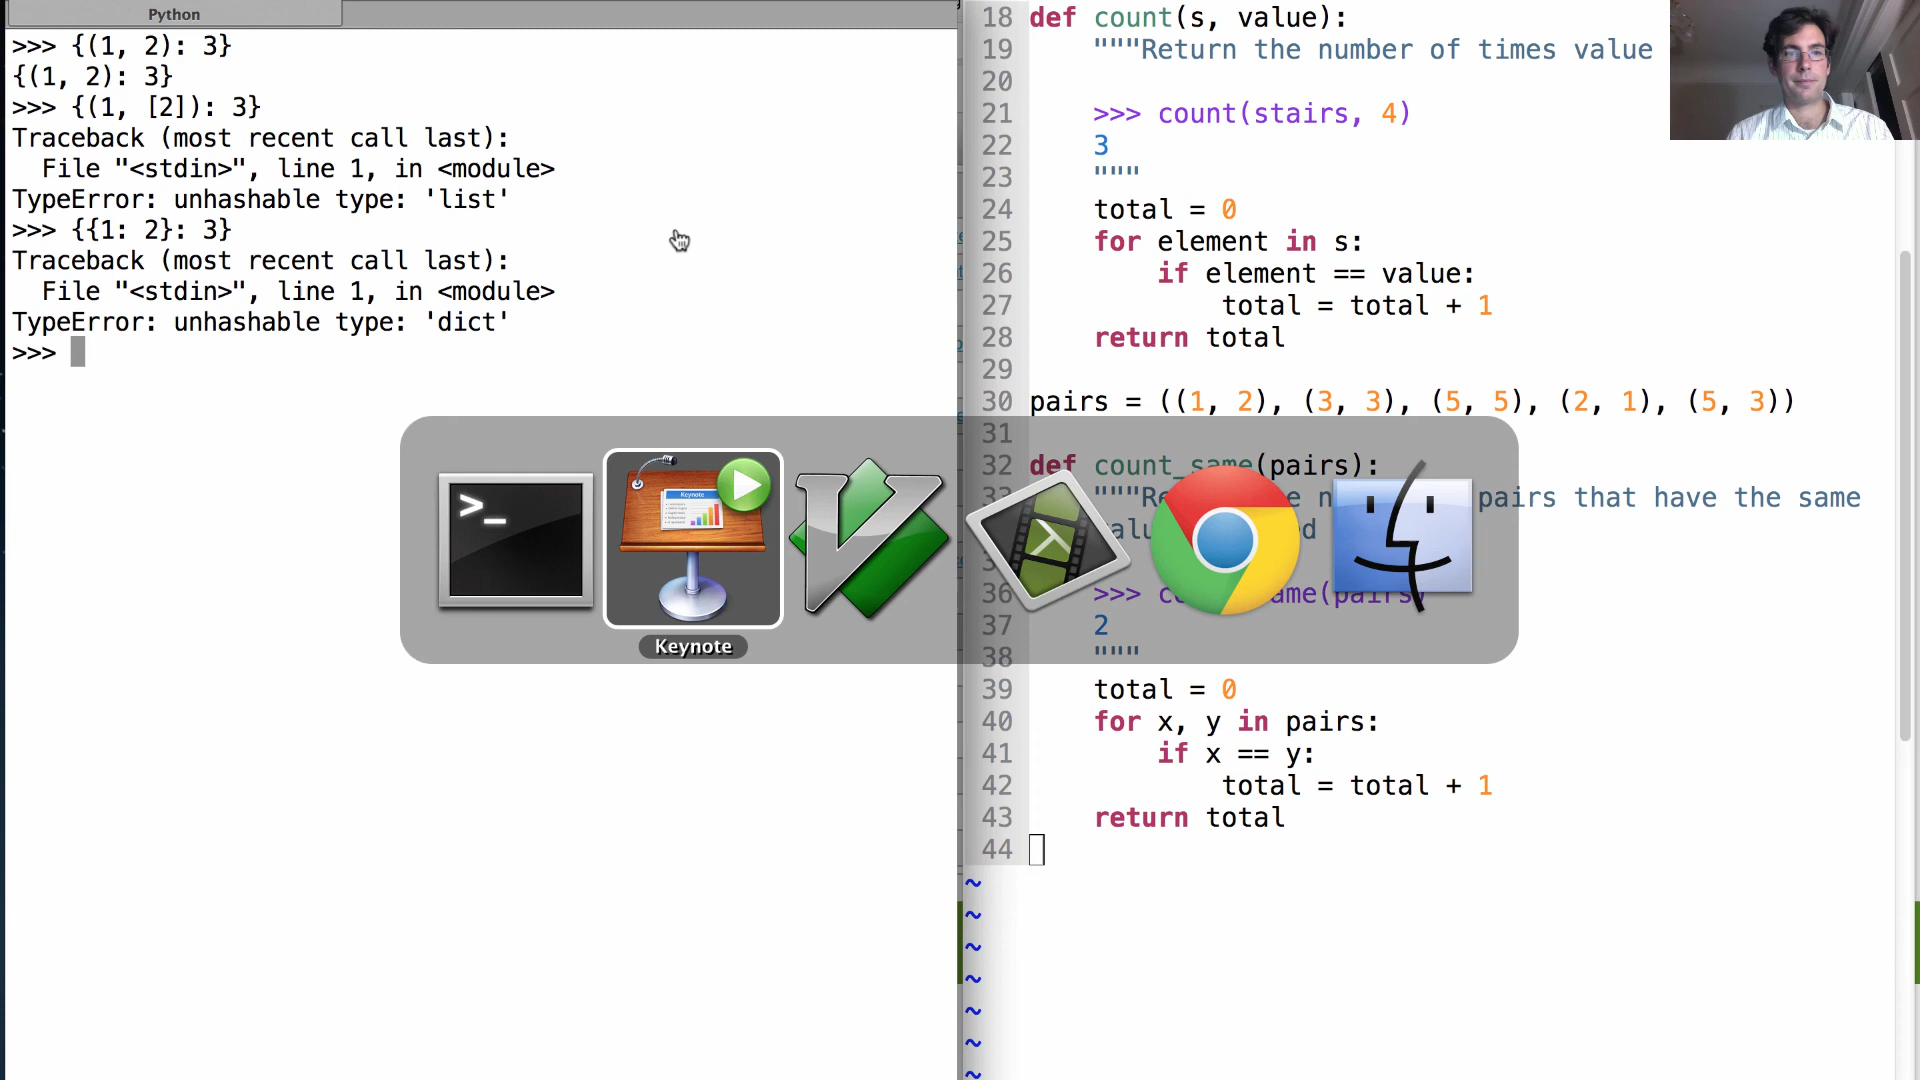 Python
>>> {(1, 2): 3}
{(1, 2): 3}
>>> {(1, [2]): 3}
Traceback (most recent call last):
  File "<stdin>", line 1, in <module>
TypeError: unhashable type: 'list'
>>> {{1: 2}: 3}
Traceback (most recent call last):
  File "<stdin>", line 1, in <module>
TypeError: unhashable type: 'dict'
>>>
18 def count(s, value):
19     """Return the number of times value
20
21     >>> count(stairs, 4)
22     3
23     """
24     total = 0
25     for element in s:
26         if element == value:
27             total = total + 1
28     return total
29
30 pairs = ((1, 2), (3, 3), (5, 5), (2, 1), (5, 3))
31
32 def count_same(pairs):
33     """Re pairs that have the same
36     >>>
37     2
38     """
39     total = 0
40     for x, y in pairs:
41         if x == y:
42             total = total + 1
43     return total
44
~
~
~
~
~
~
~
>_
Keynote
Keynote